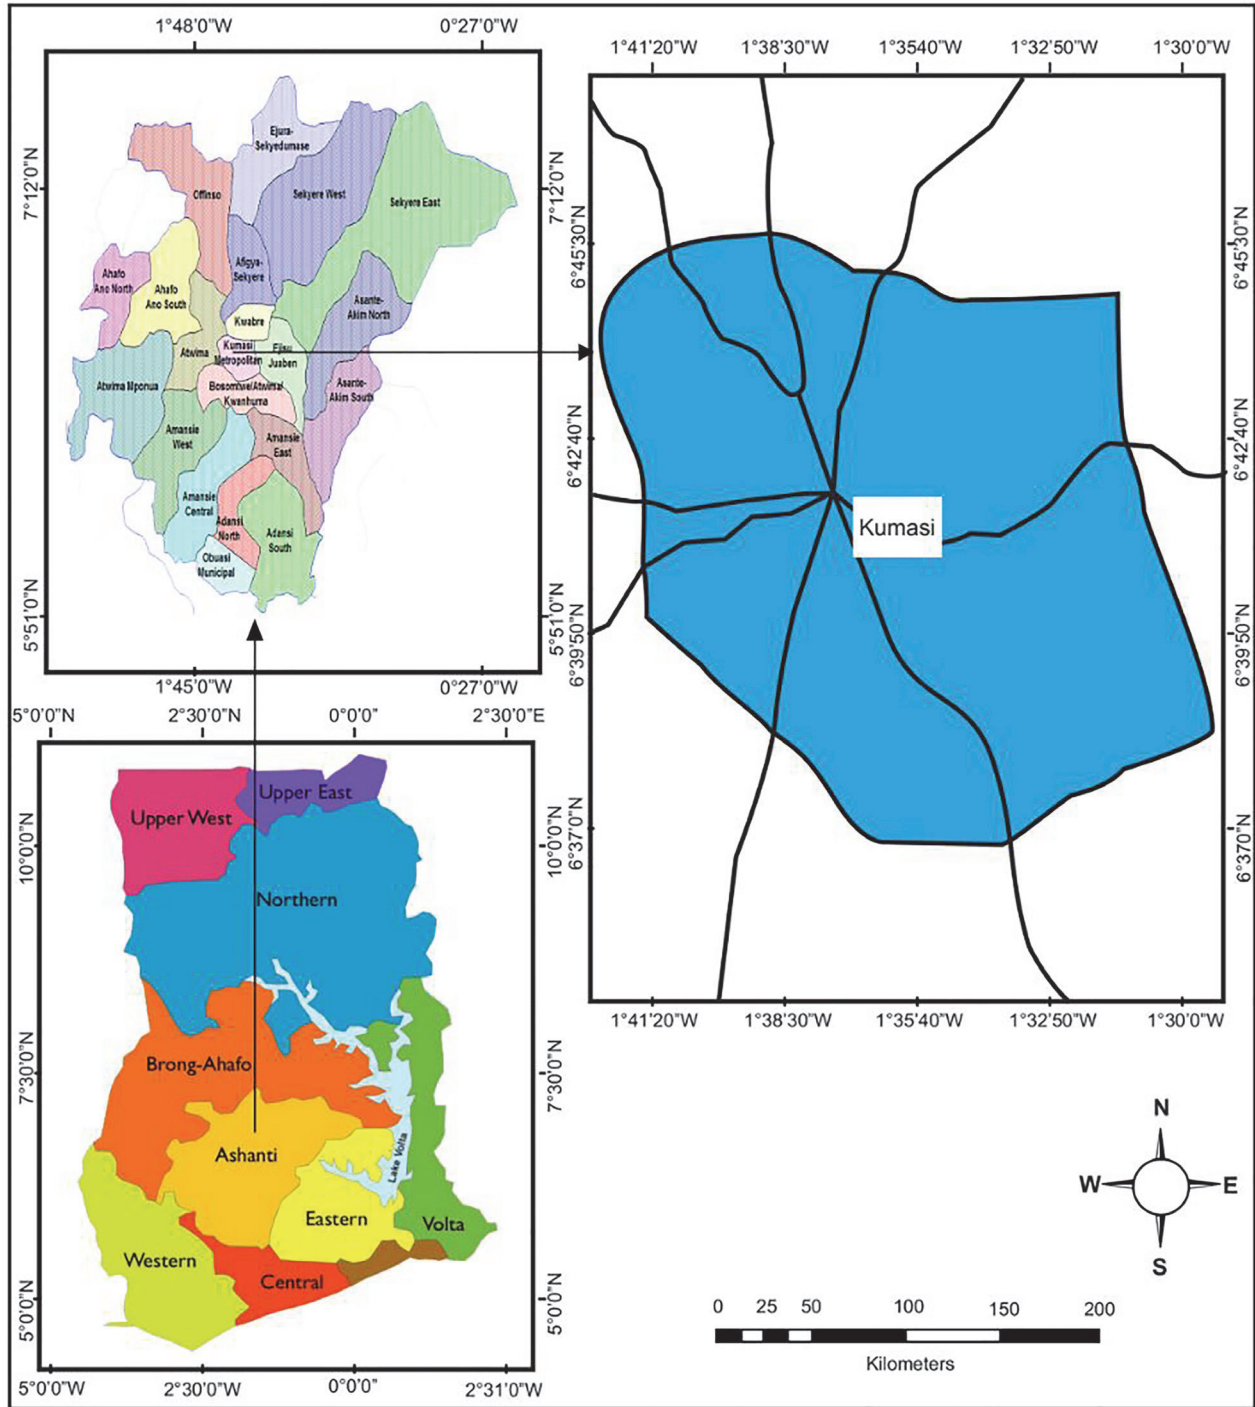 1°48'0"W 0°27'0"W
7°12'0"N
7°12'0"N
5°51'0"N
5°51'0"N
Ejura-
Sekyedumase
Offinso
Sekyere West
Sekyere East
Afigya-
Sekyere
Ahafo
Ano North
Ahafo
Ano South
Asante-
Akim North
Kwabre
Atwima
Kumasi
Metropolitan
Ejisu
Juaben
Atwima Mponua
Bosomtwe/Atwima/
Kwanhuma
Asante-
Akim South
Amansie
West
Amansie
East
Amansie
Central
Adansi
North
Adansi
South
Obuasi
Municipal
1°45'0"W 0°27'0"W
1°41'20"W 1°38'30"W 1°35'40"W 1°32'50"W 1°30'0"W
6°45'30"N
6°45'30"N
6°42'40"N
6°42'40"N
6°39'50"N
6°39'50"N
6°37'0"N
6°37'0"N
Kumasi
1°41'20"W 1°38'30"W 1°35'40"W 1°32'50"W 1°30'0"W
5°0'0"N 2°30'0"N 0°0'0" 2°30'0"E
10°0'0"N
10°0'0"N
7°30'0"N
7°30'0"N
5°0'0"N
5°0'0"N
Upper East
Upper West
Northern
Brong-Ahafo
Ashanti
Lake Volta
Eastern
Volta
Western
Central
5°0'0"W 2°30'0"W 0°0'0" 2°31'0"W
N
W E
S
0 25 50 100 150 200
Kilometers